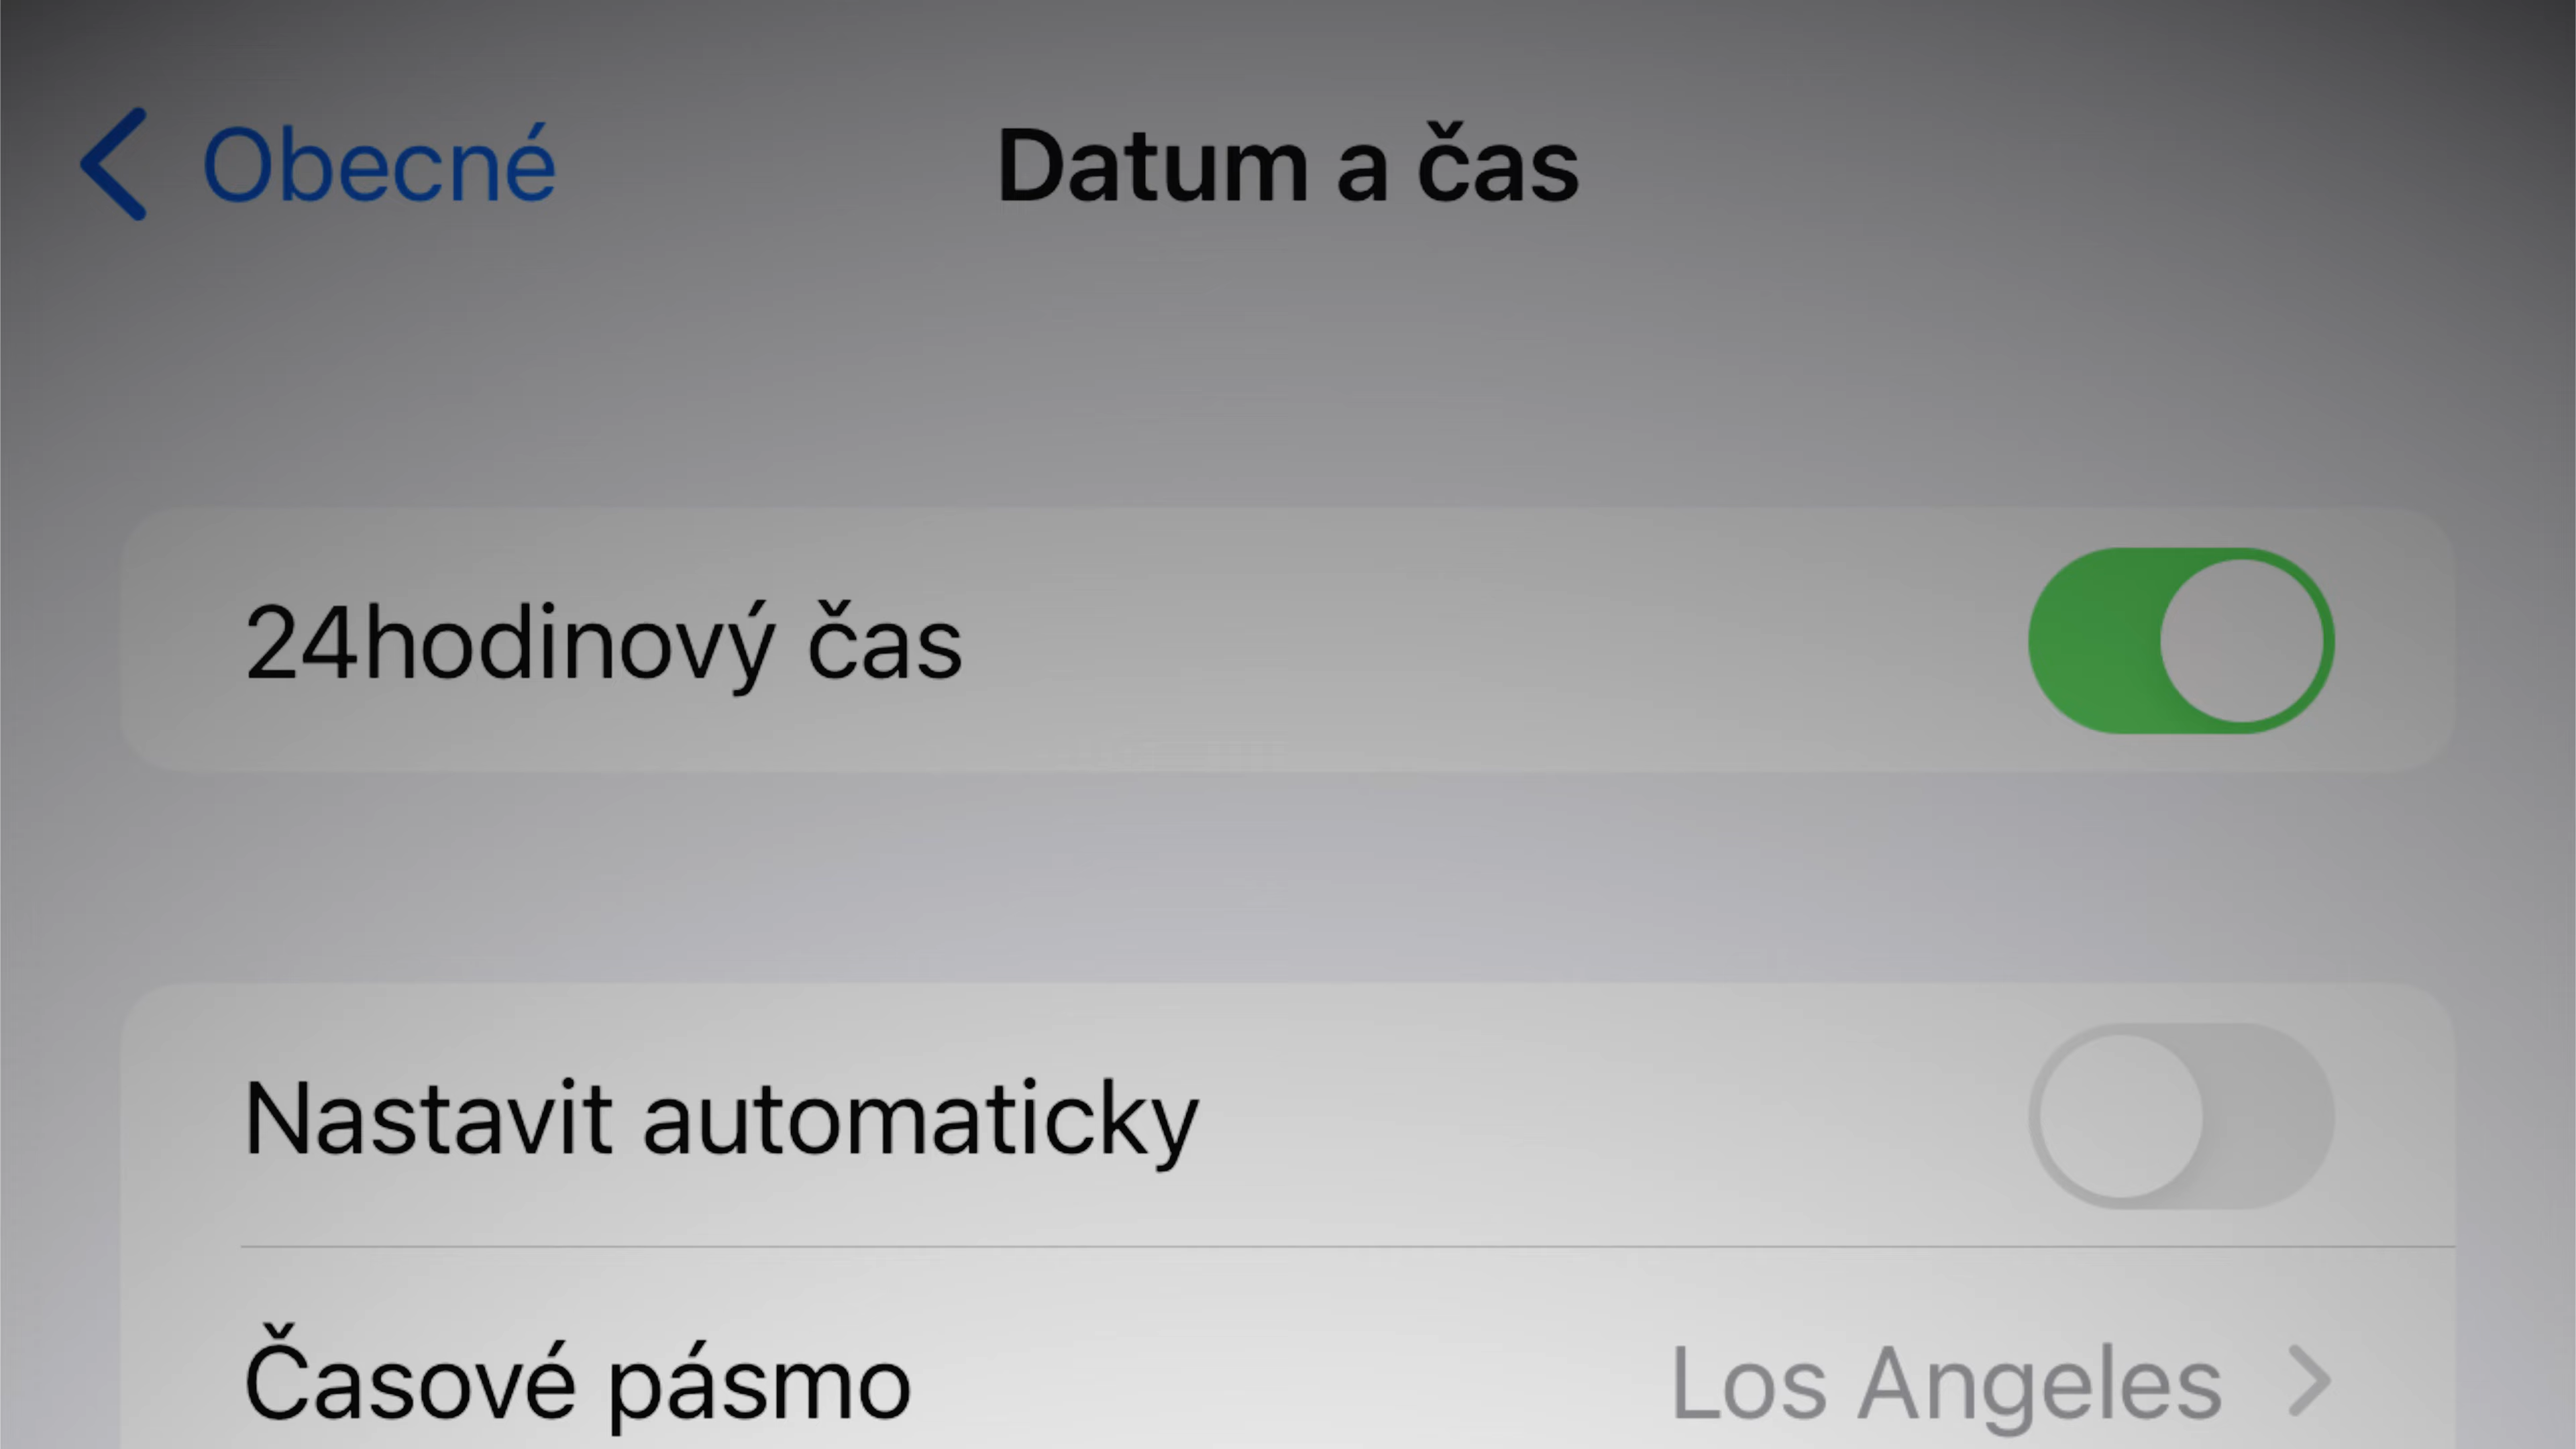 Obecné
Datum a čas
24hodinový čas
Nastavit automaticky
Časové pásmo
Los Angeles